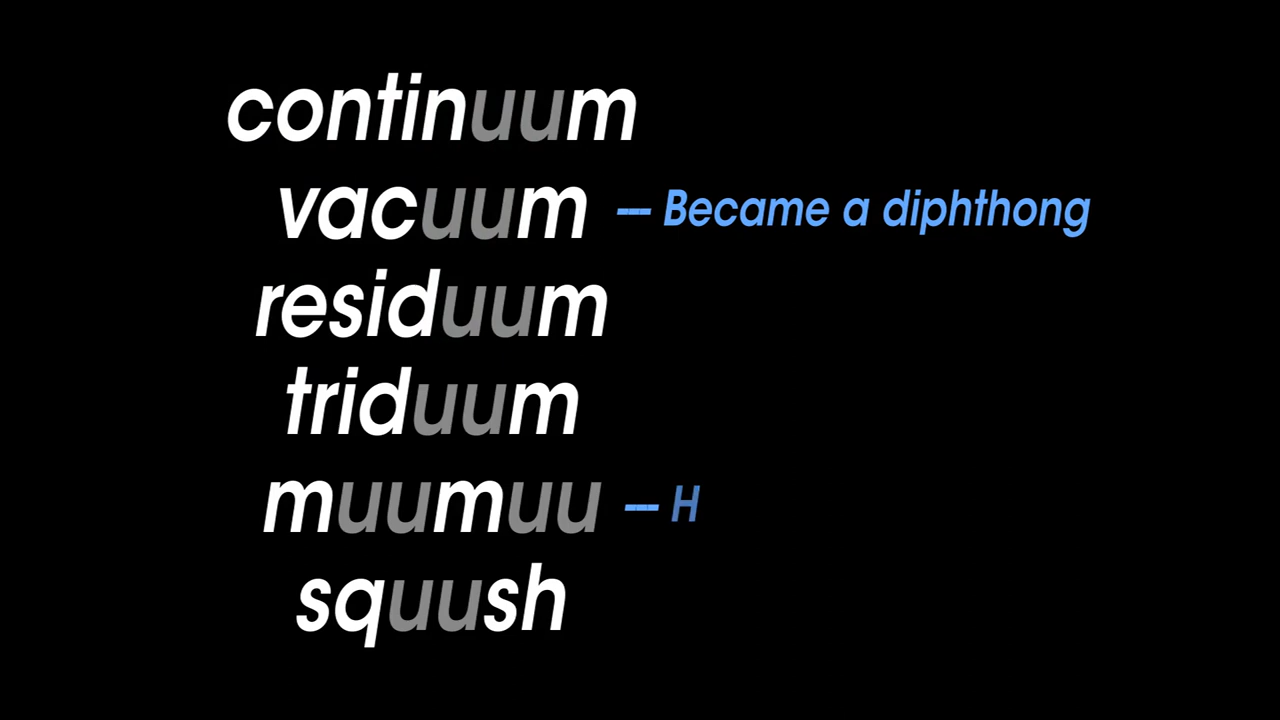 continuum
vacuum --- Became a diphthong
residuum
triduum
muumuu --- H
squush